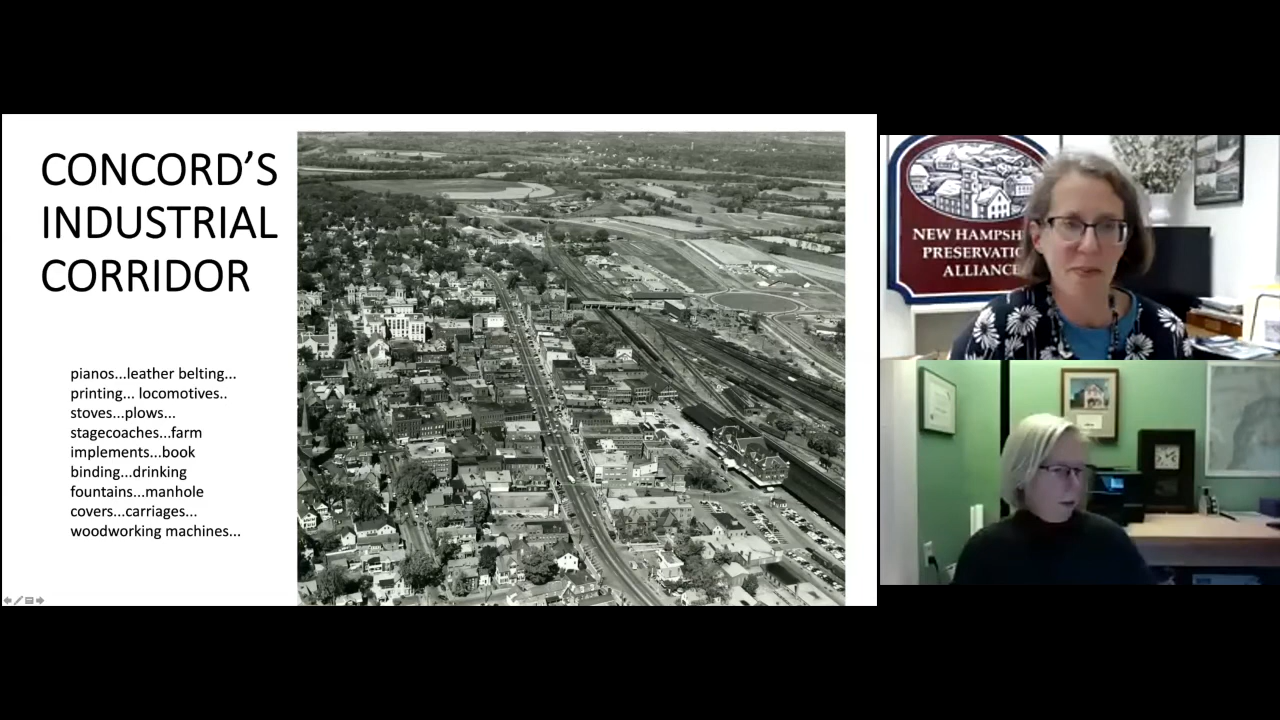 CONCORD'S
INDUSTRIAL
CORRIDOR
pianos...leather belting...
printing... locomotives..
stoves...plows...
stagecoaches...farm
implements...book
binding...drinking
fountains...manhole
covers...carriages...
woodworking machines...
NEW HAMPSH
PRESERVATIO
ALLIANCE